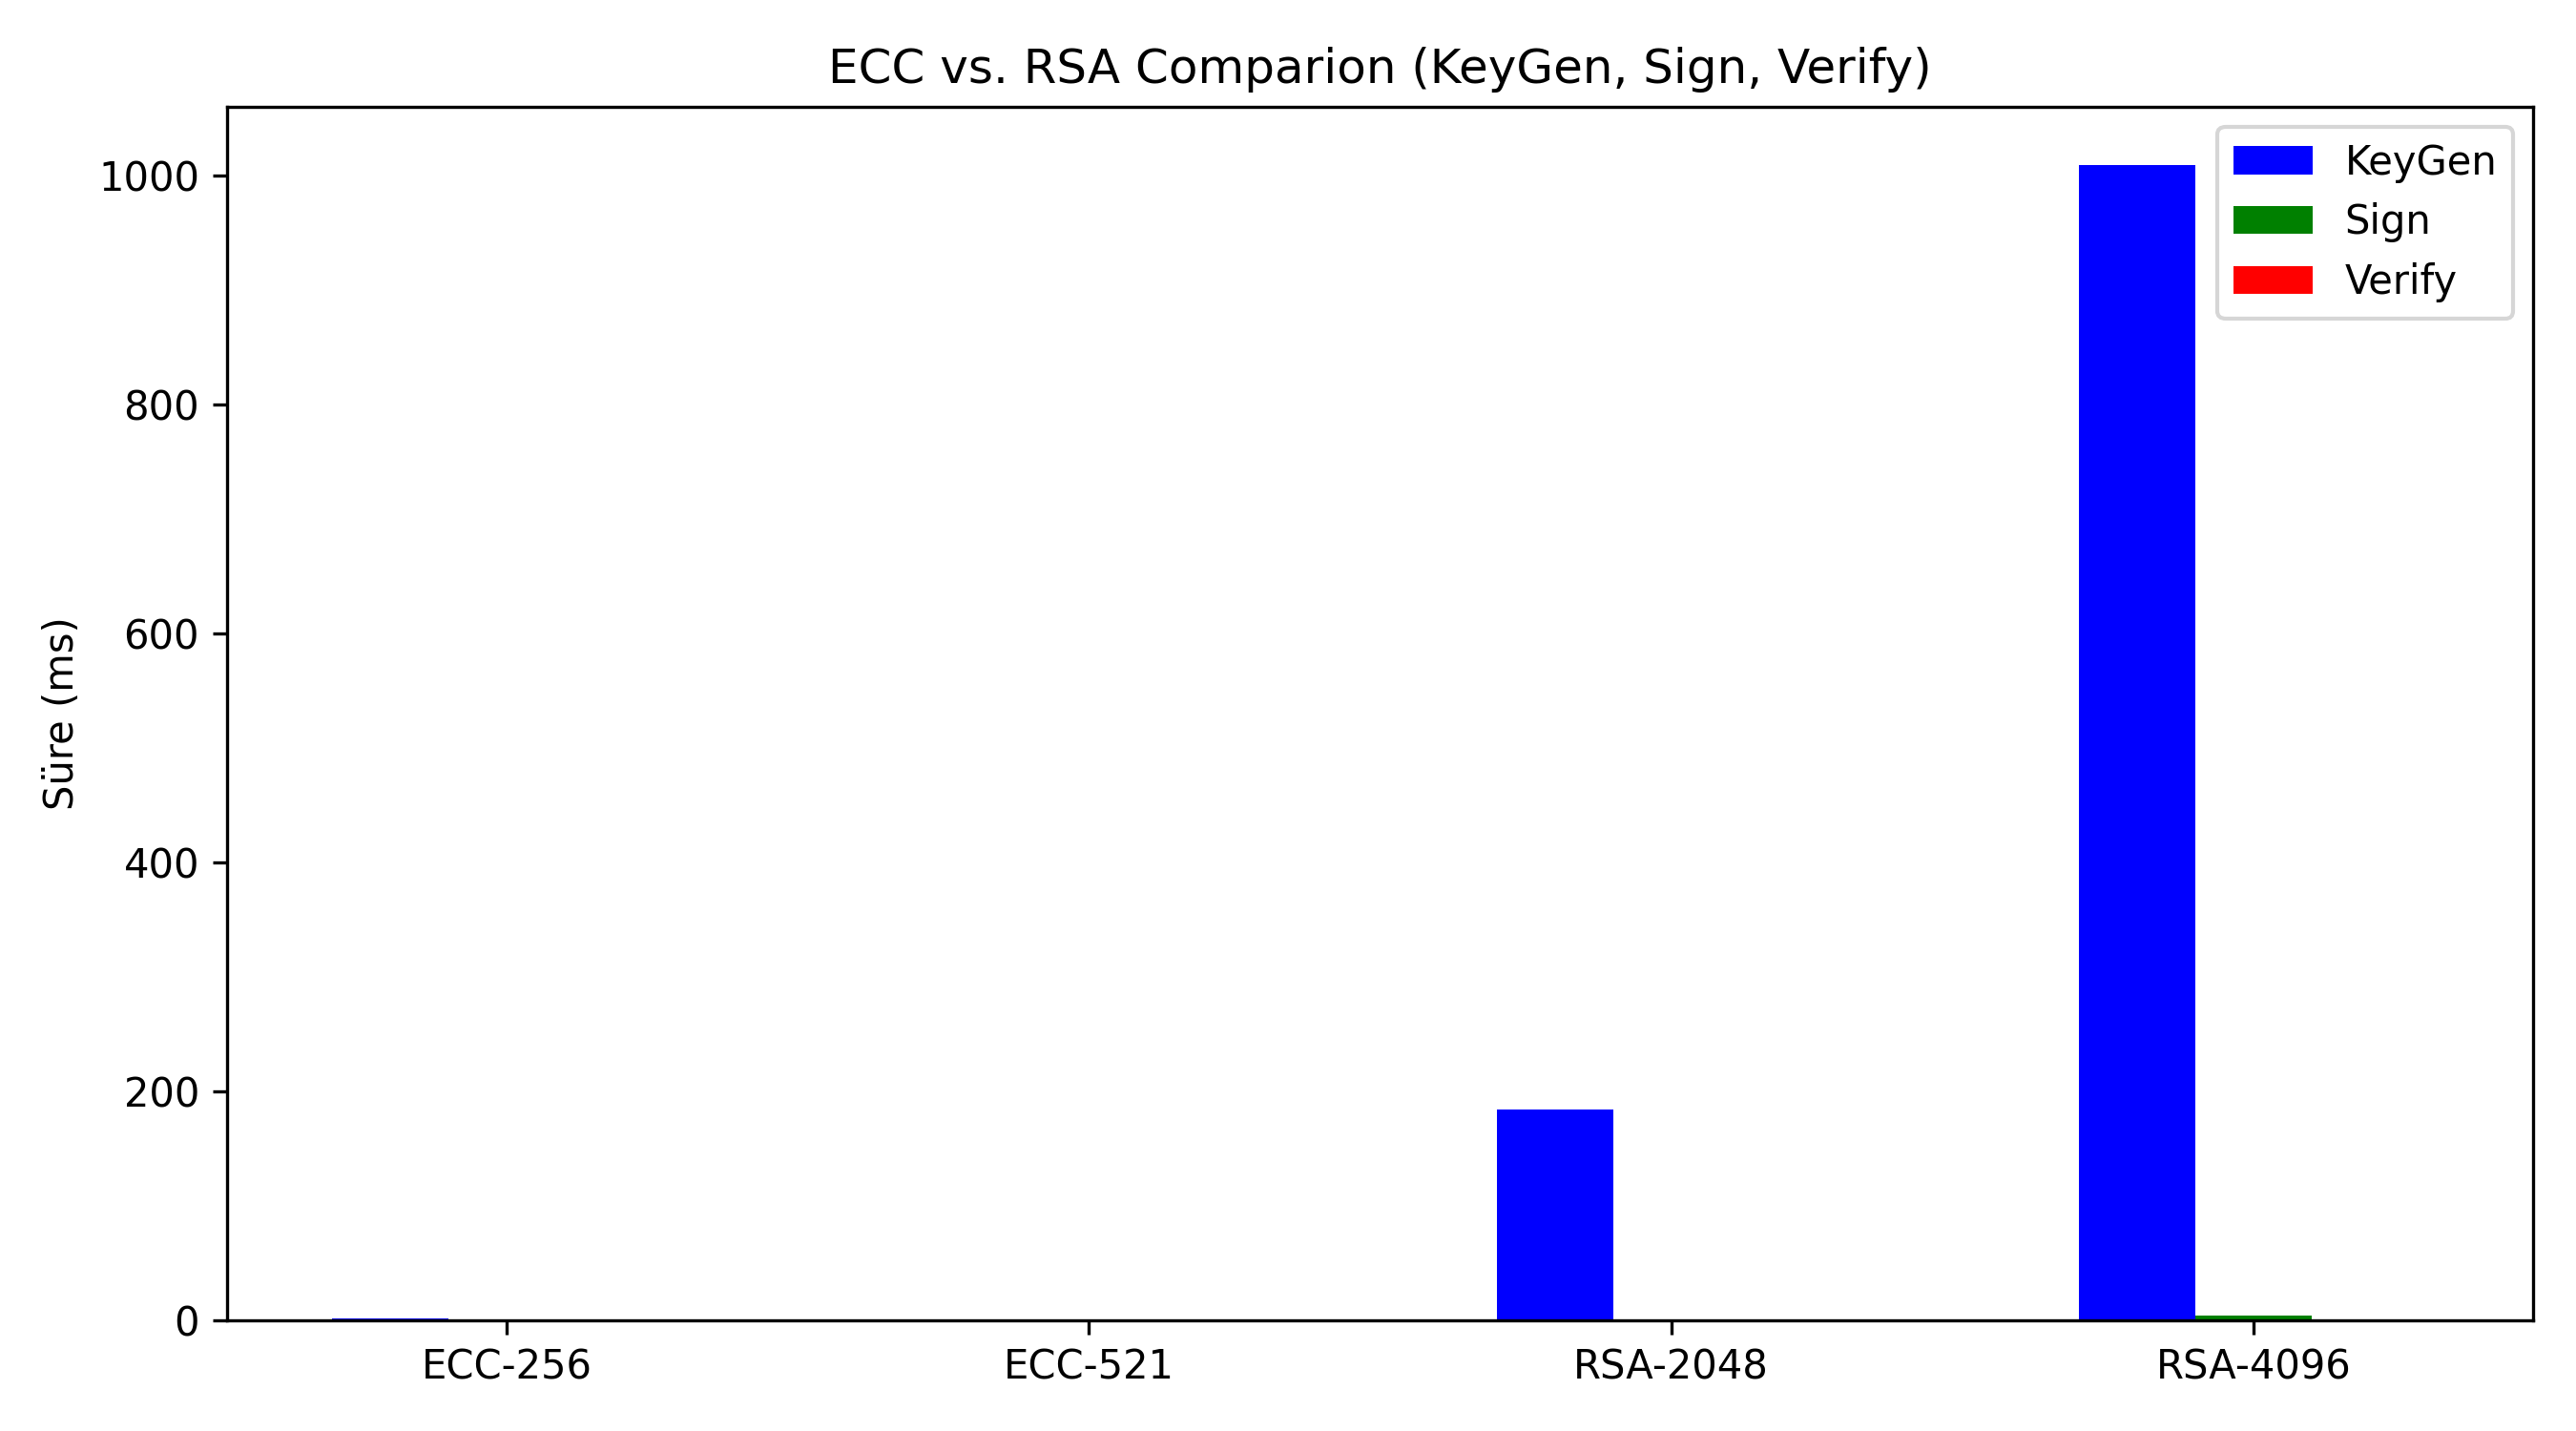 ECC vs. RSA Comparion (KeyGen, Sign, Verify)
KeyGen
Sign
Verify
Süre (ms)
1000
800
600
400
200
0
ECC-256
ECC-521
RSA-2048
RSA-4096